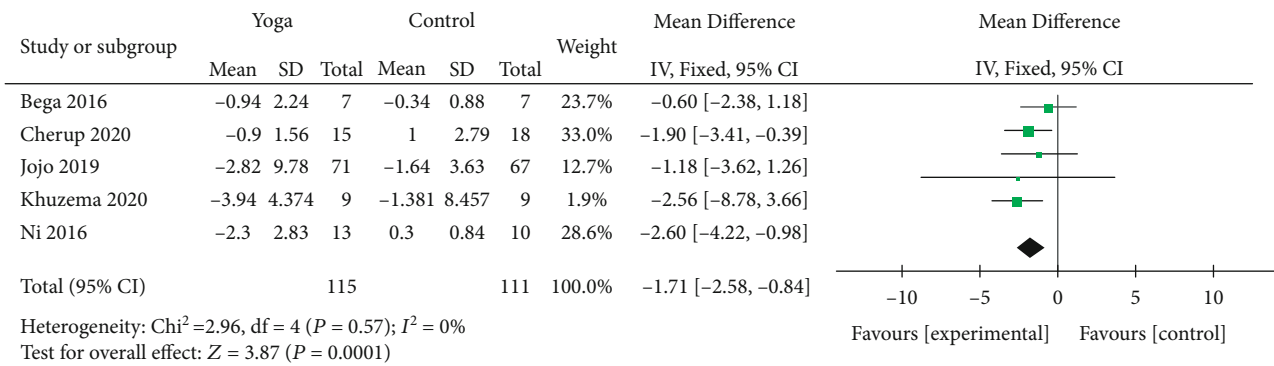 Yoga Control Mean Difference Mean Difference
Study or subgroup Weight
Mean SD Total Mean SD Total IV, Fixed, 95% CI IV, Fixed, 95% CI
Bega 2016 –0.94 2.24 7 –0.34 0.88 7 23.7% –0.60 [–2.38, 1.18]
Cherup 2020 –0.9 1.56 15 1 2.79 18 33.0% –1.90 [–3.41, –0.39]
Jojo 2019 –2.82 9.78 71 –1.64 3.63 67 12.7% –1.18 [–3.62, 1.26]
Khuzema 2020 –3.94 4.374 9 –1.381 8.457 9 1.9% –2.56 [–8.78, 3.66]
Ni 2016 –2.3 2.83 13 0.3 0.84 10 28.6% –2.60 [–4.22, –0.98]
Total (95% CI) 115 111 100.0% –1.71 [–2.58, –0.84]
–10 –5 0 5 10
Heterogeneity: Chi² =2.96, df = 4 (P = 0.57); I² = 0%
Favours [experimental] Favours [control]
Test for overall effect: Z = 3.87 (P = 0.0001)